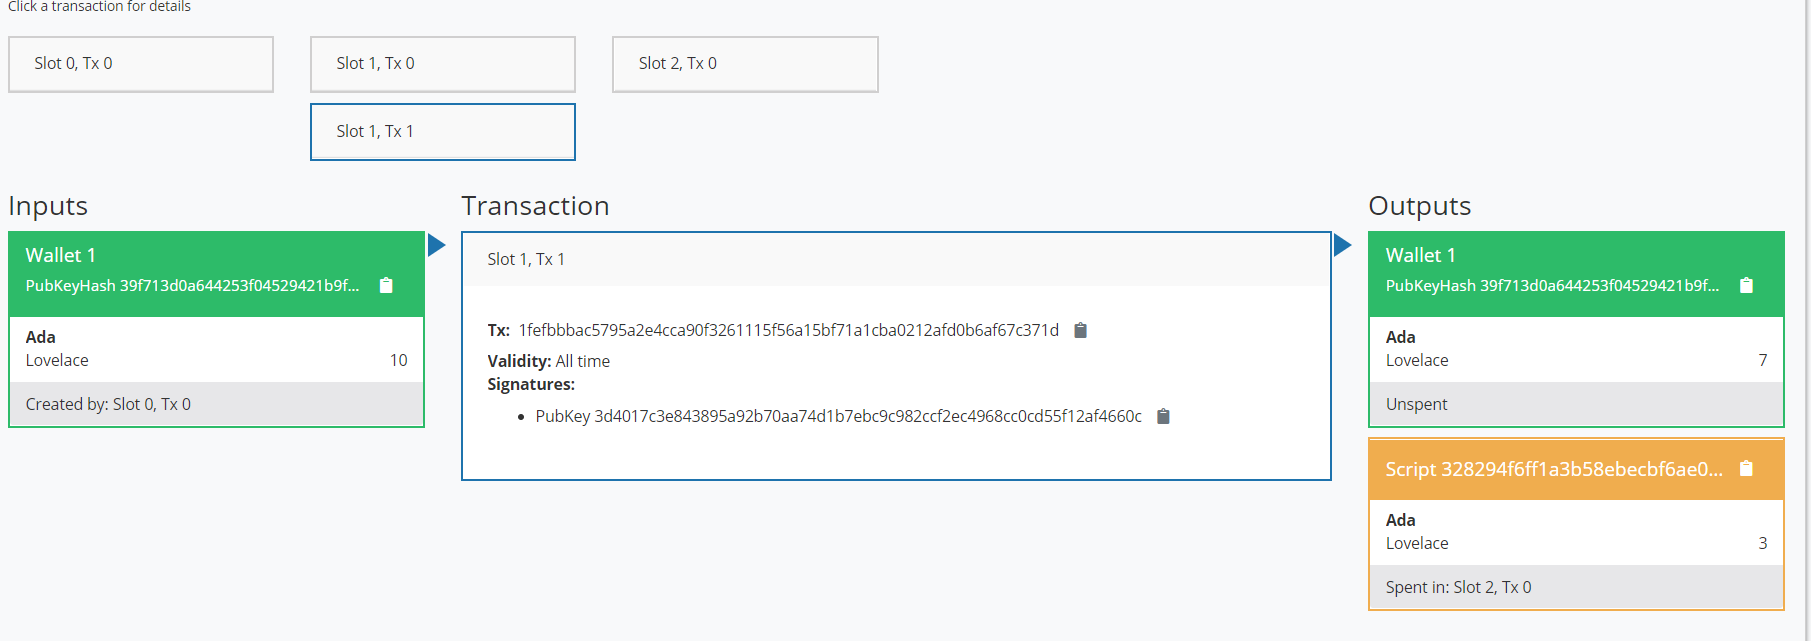 Click a transaction for details
Slot 0, Tx 0
Slot 1, Tx 0
Slot 2, Tx 0
Slot 1, Tx 1
Inputs
Wallet 1
PubKeyHash 39f713d0a644253f04529421b9f...
Ada
Lovelace 10
Created by: Slot 0, Tx 0
Transaction
Slot 1, Tx 1
Tx: 1fefbbbac5795a2e4cca90f3261115f56a15bf71a1cba0212afd0b6af67c371d
Validity: All time
Signatures:
• PubKey 3d4017c3e843895a92b70aa74d1b7ebc9c982ccf2ec4968cc0cd55f12af4660c
Outputs
Wallet 1
PubKeyHash 39f713d0a644253f04529421b9f...
Ada
Lovelace 7
Unspent
Script 328294f6ff1a3b58ebecbf6ae0...
Ada
Lovelace 3
Spent in: Slot 2, Tx 0